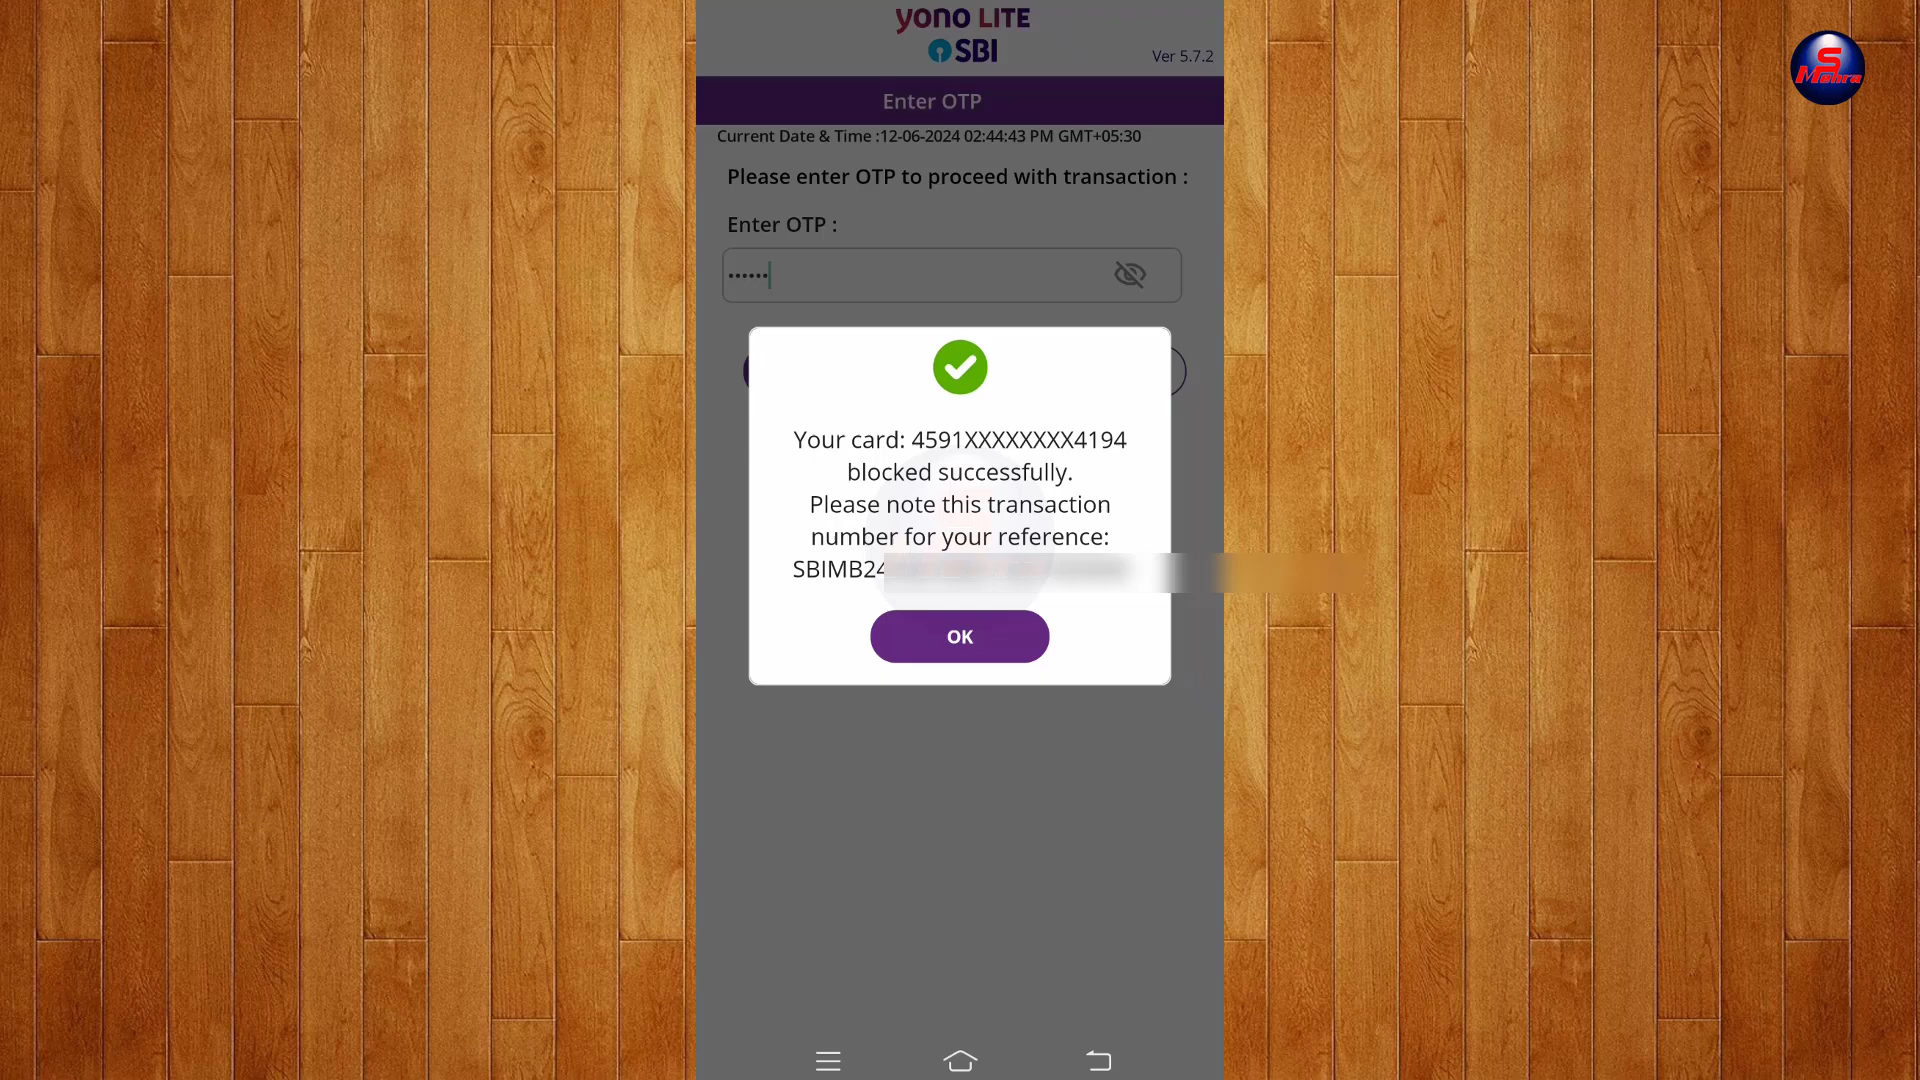 yono LITE
SBI
Ver 5.7.2
Enter OTP
Current Date & Time :12-06-2024 02:44:43 PM GMT+05:30
Please enter OTP to proceed with transaction :
Enter OTP :
••••••
Your card: 4591XXXXXXXX4194
blocked successfully.
Please note this transaction
number for your reference:
SBIMB24
OK
S
Mehra